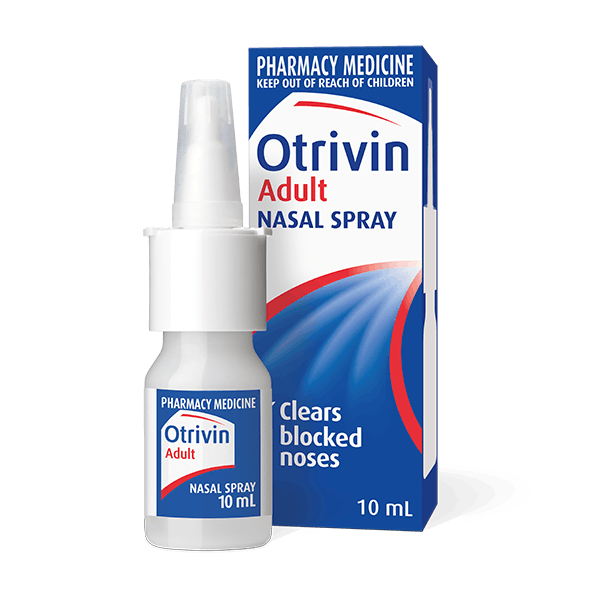 PHARMACY MEDICINE
KEEP OUT OF REACH OF CHILDREN
Otrivin
Adult
NASAL SPRAY
Clears
blocked
noses
10 mL
PHARMACY MEDICINE
Otrivin
Adult
NASAL SPRAY
10 mL